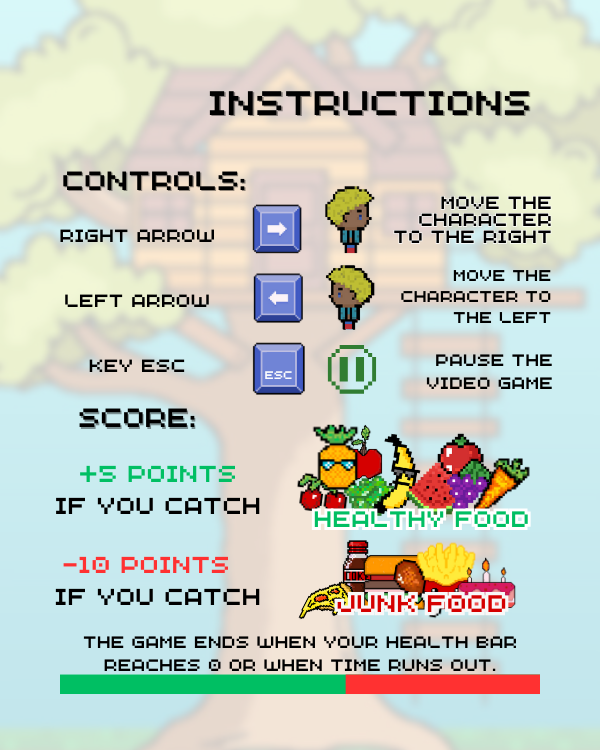 INSTRUCTIONS
CONTROLS:
RIGHT ARROW
MOVE THE
CHARACTER
TO THE RIGHT
LEFT ARROW
MOVE THE
CHARACTER TO
THE LEFT
KEY ESC
ESC
PAUSE THE
VIDEO GAME
SCORE:
+5 POINTS
IF YOU CATCH
HEALTHY FOOD
-10 POINTS
IF YOU CATCH
JUNK FOOD
THE GAME ENDS WHEN YOUR HEALTH BAR
REACHES 0 OR WHEN TIME RUNS OUT.